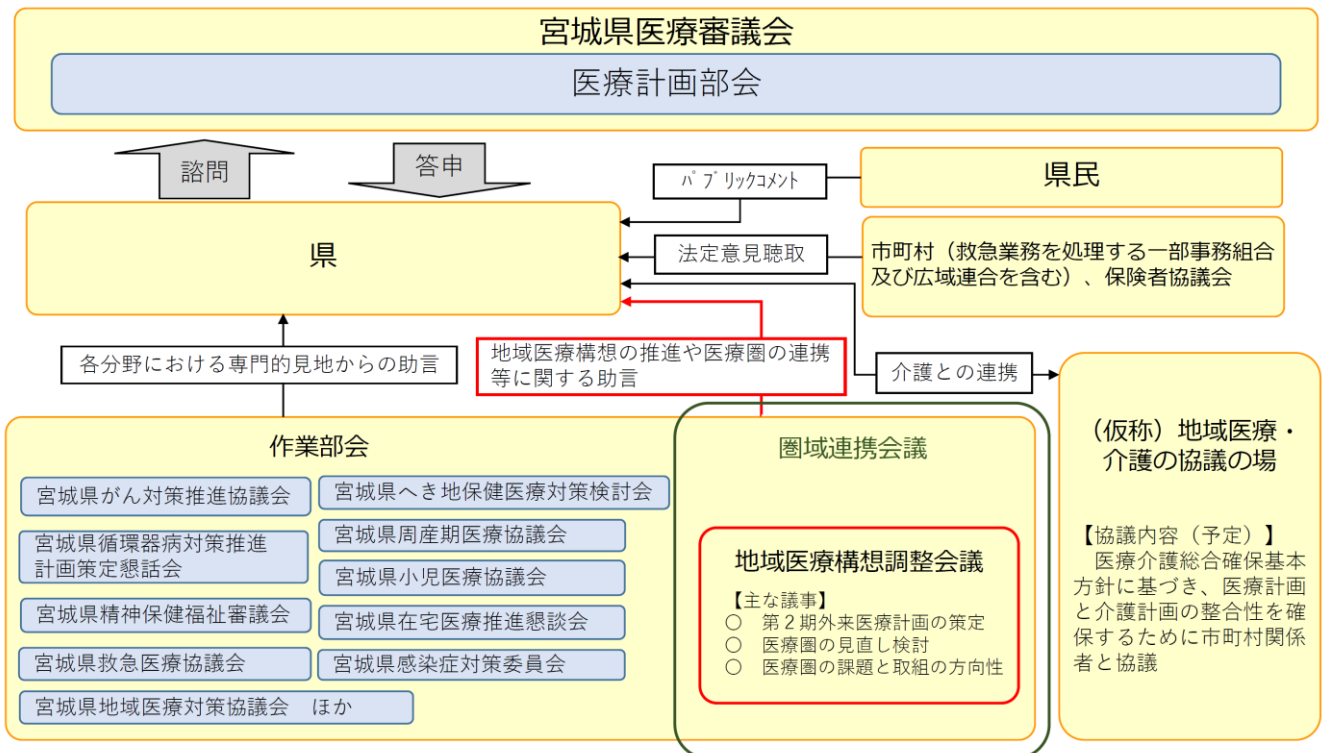 宮城県医療審議会
医療計画部会
諮問
答申
パブリックコメント
県民
県
法定意見聴取
市町村（救急業務を処理する一部事務組合
及び広域連合を含む）、保険者協議会
各分野における専門的見地からの助言
地域医療構想の推進や医療圏の連携
等に関する助言
介護との連携
作業部会
宮城県がん対策推進協議会
宮城県循環器病対策推進
計画策定懇話会
宮城県精神保健福祉審議会
宮城県救急医療協議会
宮城県地域医療対策協議会　ほか
宮城県へき地保健医療対策検討会
宮城県周産期医療協議会
宮城県小児医療協議会
宮城県在宅医療推進懇談会
宮城県感染症対策委員会
圏域連携会議
地域医療構想調整会議
【主な議事】
○　第２期外来医療計画の策定
○　医療圏の見直し検討
○　医療圏の課題と取組の方向性
（仮称）地域医療・
介護の協議の場
【協議内容（予定）】
　医療介護総合確保基本
方針に基づき、医療計画
と介護計画の整合性を確
保するために市町村関係
者と協議